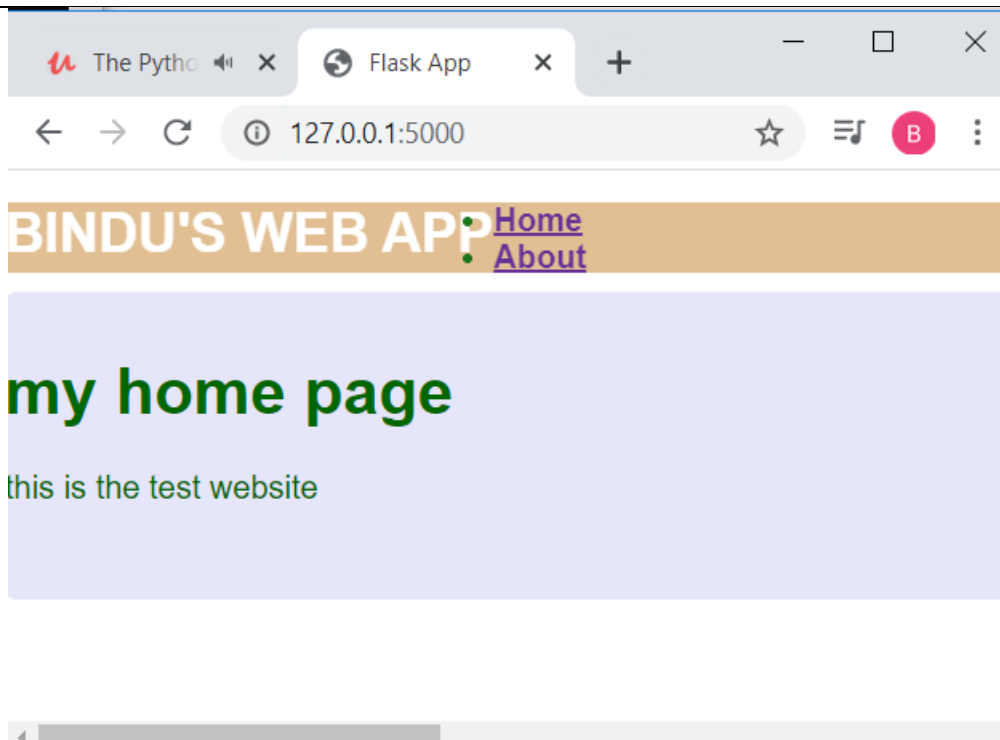 The Pytho
Flask App
127.0.0.1:5000
B
BINDU'S WEB APP
Home
About
my home page
this is the test website